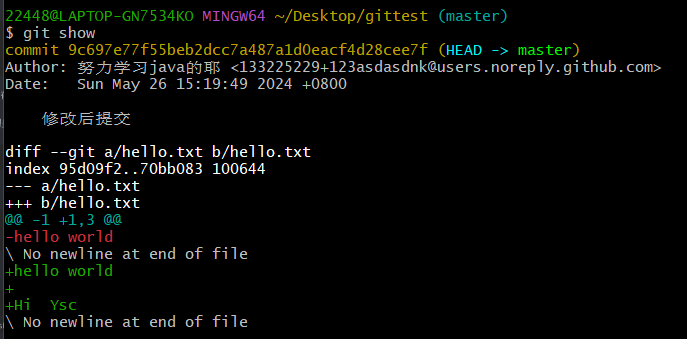 22448@LAPTOP-GN7534KO MINGW64 ~/Desktop/gittest (master)
$ git show
commit 9c697e77f55beb2dcc7a487a1d0eacf4d28cee7f (HEAD -> master)
Author: 努力学习java的耶 <133225229+123asdasdnk@users.noreply.github.com>
Date:   Sun May 26 15:19:49 2024 +0800
修改后提交
diff --git a/hello.txt b/hello.txt
index 95d09f2..70bb083 100644
--- a/hello.txt
+++ b/hello.txt
@@ -1 +1,3 @@
-hello world
\ No newline at end of file
+hello world
+
+Hi  Ysc
\ No newline at end of file